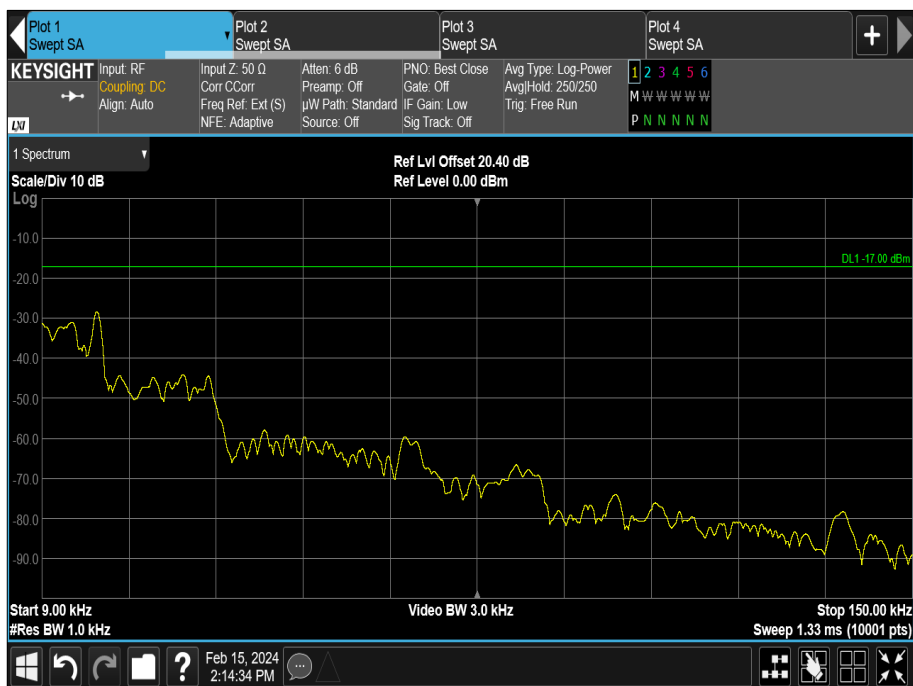 Plot 1
Swept SA
Plot 2
Swept SA
Plot 3
Swept SA
Plot 4
Swept SA
+
KEYSIGHT
LXI
Input: RF
Coupling: DC
Align: Auto
Input Z: 50 Ω
Corr CCorr
Freq Ref: Ext (S)
NFE: Adaptive
Atten: 6 dB
Preamp: Off
µW Path: Standard
Source: Off
PNO: Best Close
Gate: Off
IF Gain: Low
Sig Track: Off
Avg Type: Log-Power
Avg|Hold: 250/250
Trig: Free Run
1 2 3 4 5 6
M W W W W W
P N N N N N
1 Spectrum
Scale/Div 10 dB
Ref Lvl Offset 20.40 dB
Ref Level 0.00 dBm
Log
-10.0
-20.0
-30.0
-40.0
-50.0
-60.0
-70.0
-80.0
-90.0
DL1 -17.00 dBm
Start 9.00 kHz
#Res BW 1.0 kHz
Video BW 3.0 kHz
Stop 150.00 kHz
Sweep 1.33 ms (10001 pts)
?
Feb 15, 2024
2:14:34 PM